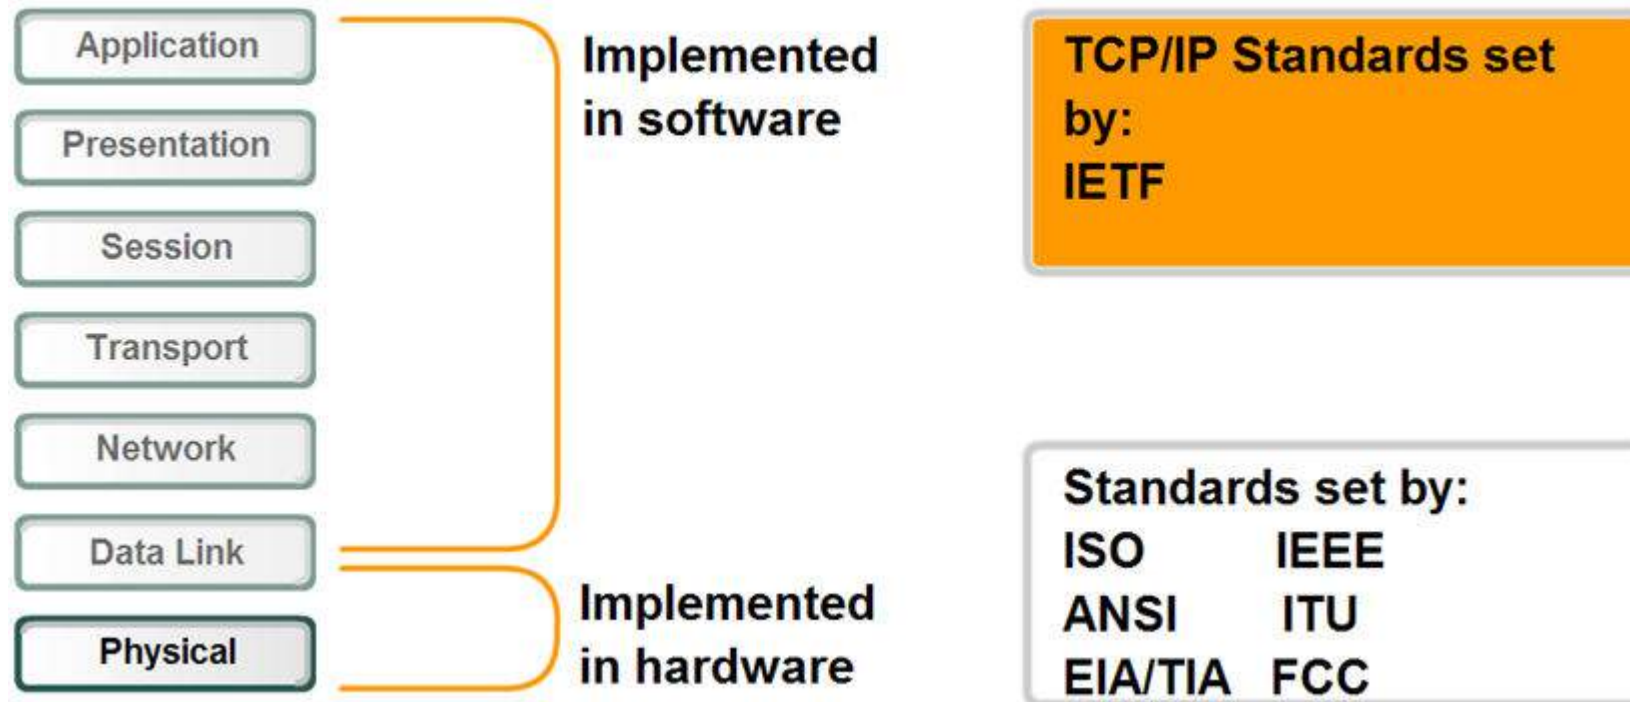 Application
Presentation
Session
Transport
Network
Data Link
Physical
Implemented
in software
Implemented
in hardware
TCP/IP Standards set
by:
IETF
Standards set by:
ISO IEEE
ANSI ITU
EIA/TIA FCC